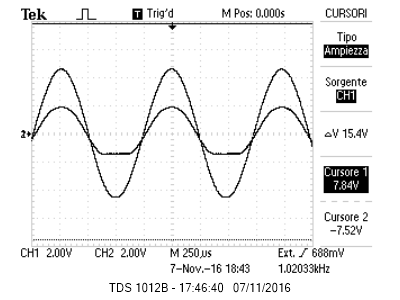 Tek T Trig'd M Pos: 0.000s CURSORI
Tipo
Ampiezza
Sorgente
CH1
△V 15.4V
2+
Cursore 1
7.84V
Cursore 2
-7.52V
CH1 2.00V CH2 2.00V M 250µs Ext. / 688mV
7-Nov.-16 18:43 1.02033kHz
TDS 1012B - 17:46:40 07/11/2016